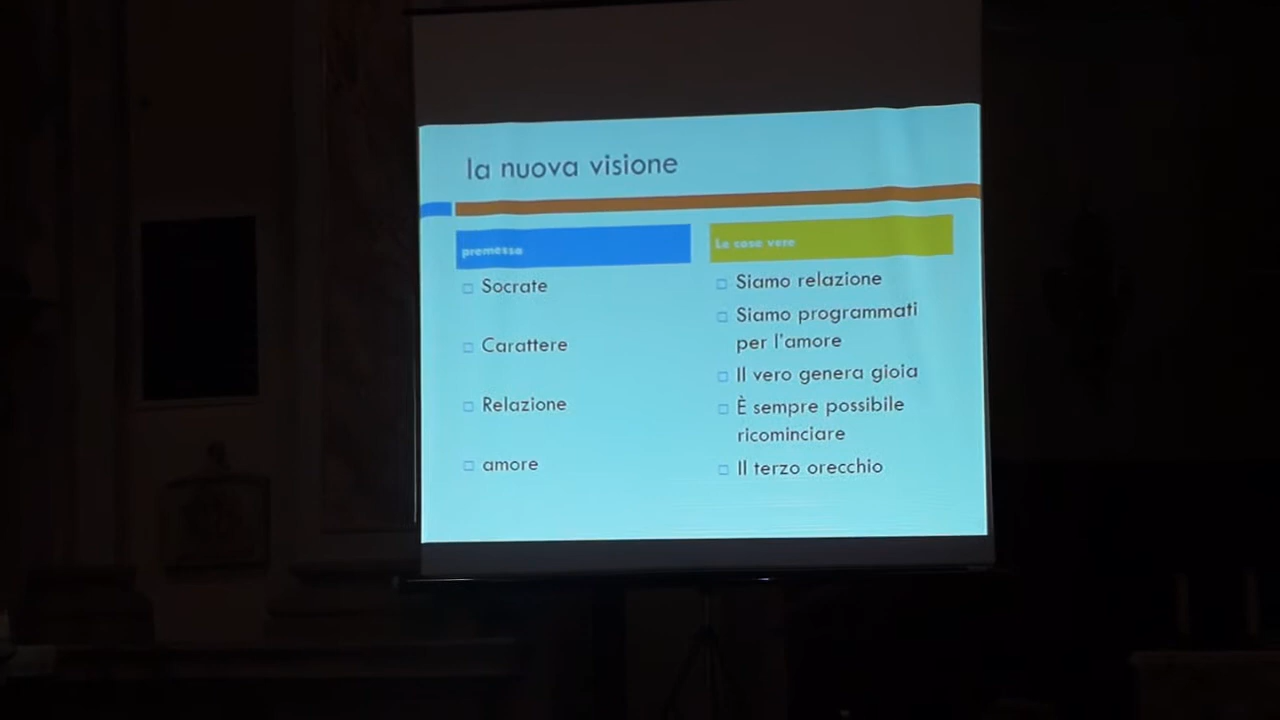 la nuova visione
premessa
Socrate
Carattere
Relazione
amore
Le cose vere
Siamo relazione
Siamo programmati
per l'amore
Il vero genera gioia
È sempre possibile
ricominciare
Il terzo orecchio